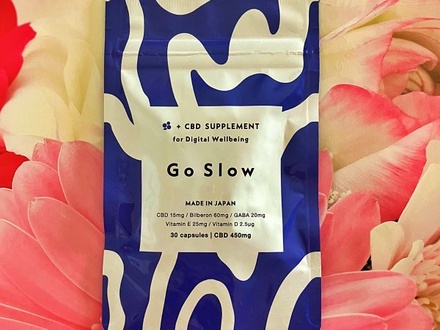 + CBD SUPPLEMENT
for Digital Wellbeing
Go Slow
MADE IN JAPAN
CBD 15mg / Bilberon 60mg / GABA 20mg
Vitamin E 25mg / Vitamin D 2.5μg
30 capsules | CBD 450mg